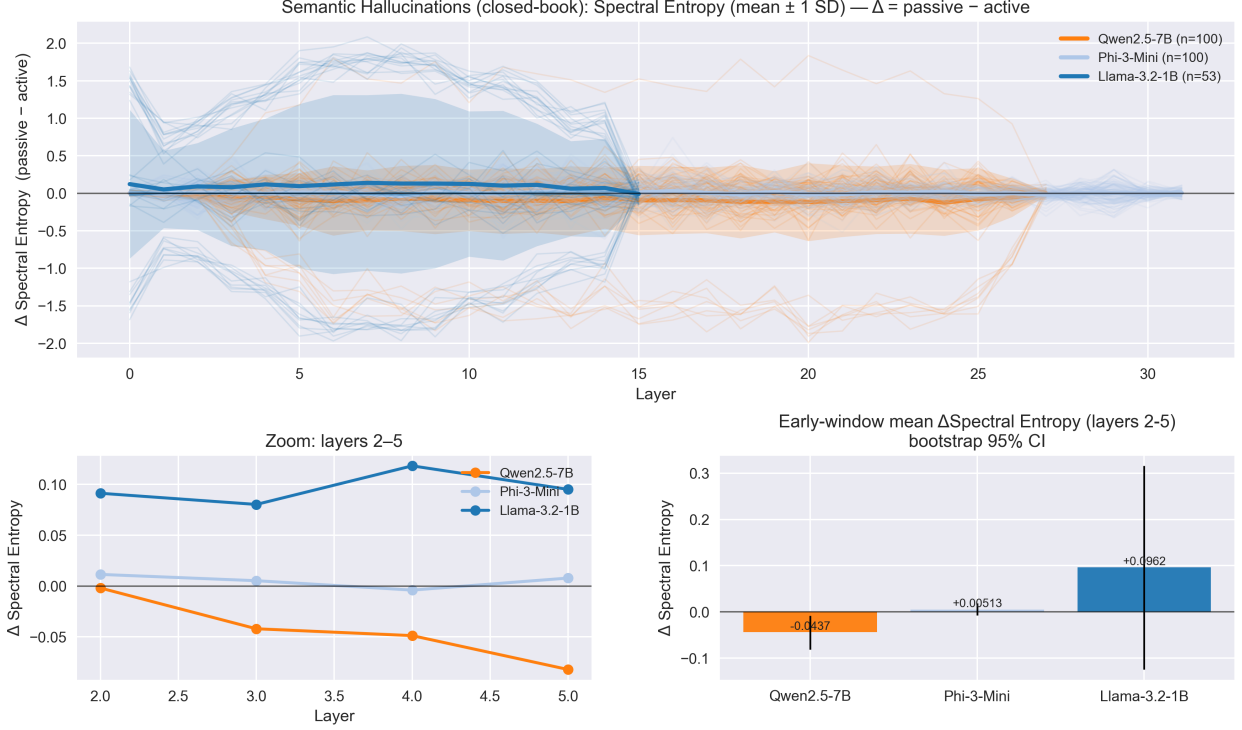 Semantic Hallucinations (closed-book): Spectral Entropy (mean ± 1 SD) — Δ = passive − active
Δ Spectral Entropy (passive − active)
2.0
1.5
1.0
0.5
0.0
−0.5
−1.0
−1.5
−2.0
Qwen2.5-7B (n=100)
Phi-3-Mini (n=100)
Llama-3.2-1B (n=53)
0 5 10 15 20 25 30
Layer
Zoom: layers 2–5
Δ Spectral Entropy
0.10
0.05
0.00
−0.05
Qwen2.5-7B
Phi-3-Mini
Llama-3.2-1B
2.0 2.5 3.0 3.5 4.0 4.5 5.0
Layer
Early-window mean ΔSpectral Entropy (layers 2-5)
bootstrap 95% CI
Δ Spectral Entropy
0.3
0.2
0.1
0.0
−0.1
-0.0437
+0.00513
+0.0962
Qwen2.5-7B Phi-3-Mini Llama-3.2-1B